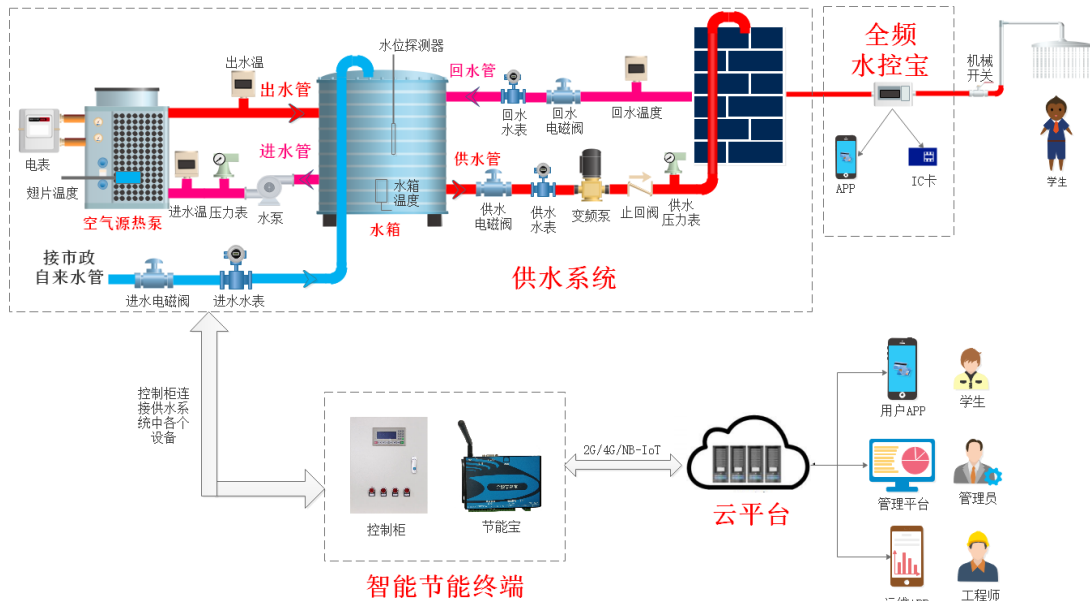 水位探测器
出水温
出水管
回水管
回水
水表
回水
电磁阀
回水温度
全频
水控宝
机械
开关
电表
翅片温度
进水管
供水管
进水温
压力表
水泵
空气源热泵
水箱
温度
水箱
供水
电磁阀
供水
水表
变频泵
止回阀
供水
压力表
APP
IC卡
学生
接市政
自来水管
进水电磁阀
进水水表
供水系统
控制柜连
接供水系
统中各个
设备
控制柜
节能宝
智能节能终端
2G/4G/NB-IoT
云平台
用户APP
学生
管理平台
管理员
运维APP
工程师